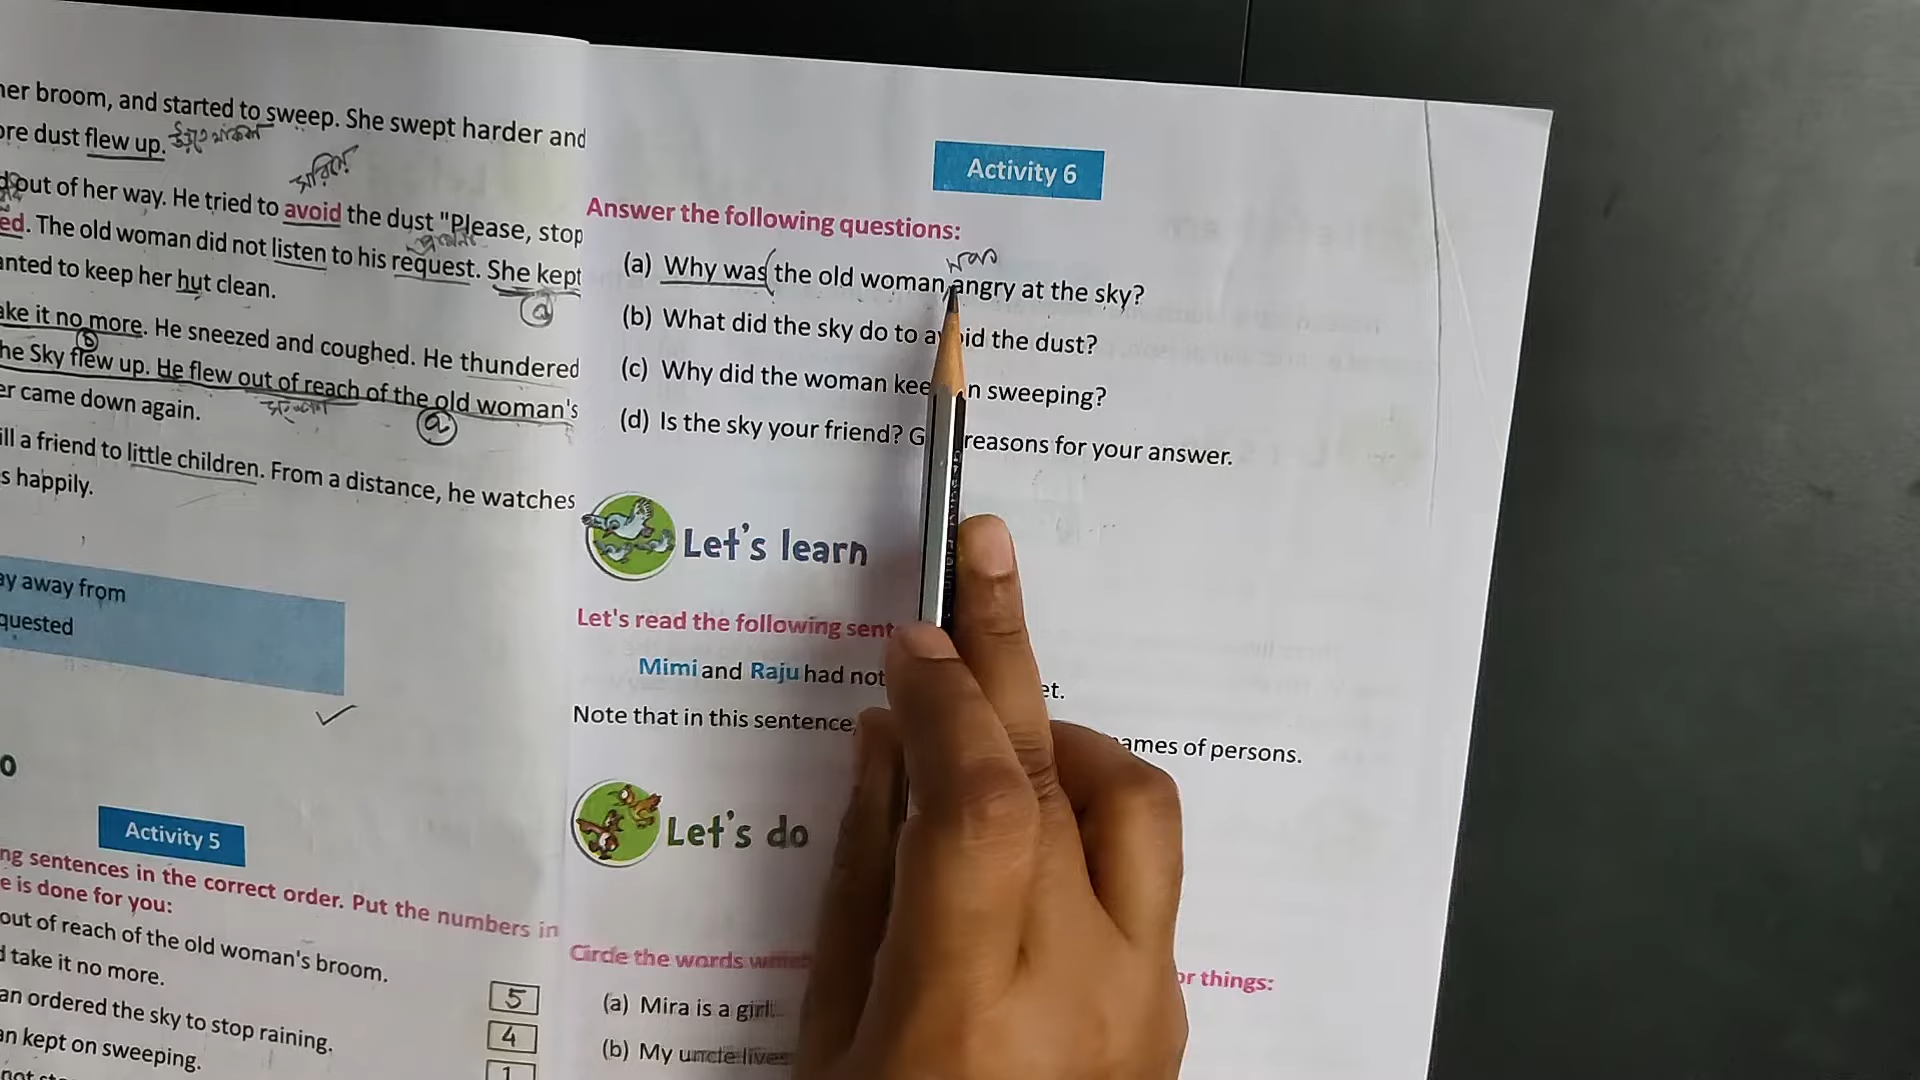 her broom, and started to sweep. She swept harder and
ore dust flew up.
out of her way. He tried to avoid the dust "Please, stop
ed. The old woman did not listen to his request. She kept
anted to keep her hut clean.
a
ake it no more. He sneezed and coughed. He thundered
b
he Sky flew up. He flew out of reach of the old woman's
er came down again.
a
ill a friend to little children. From a distance, he watches
s happily.
ay away from
quested
Activity 5
ng sentences in the correct order. Put the numbers in
e is done for you:
out of reach of the old woman's broom.
d take it no more. 5
an ordered the sky to stop raining. 4
an kept on sweeping. 1
Activity 6
Answer the following questions:
(a) Why was the old woman angry at the sky?
(b) What did the sky do to avoid the dust?
(c) Why did the woman kee n sweeping?
(d) Is the sky your friend? G reasons for your answer.
Let's learn
Let's read the following sent
Mimi and Raju had not et.
Note that in this sentence, ames of persons.
Let's do
Circle the words which or things:
(a) Mira is a girl.
(b) My uncle lives